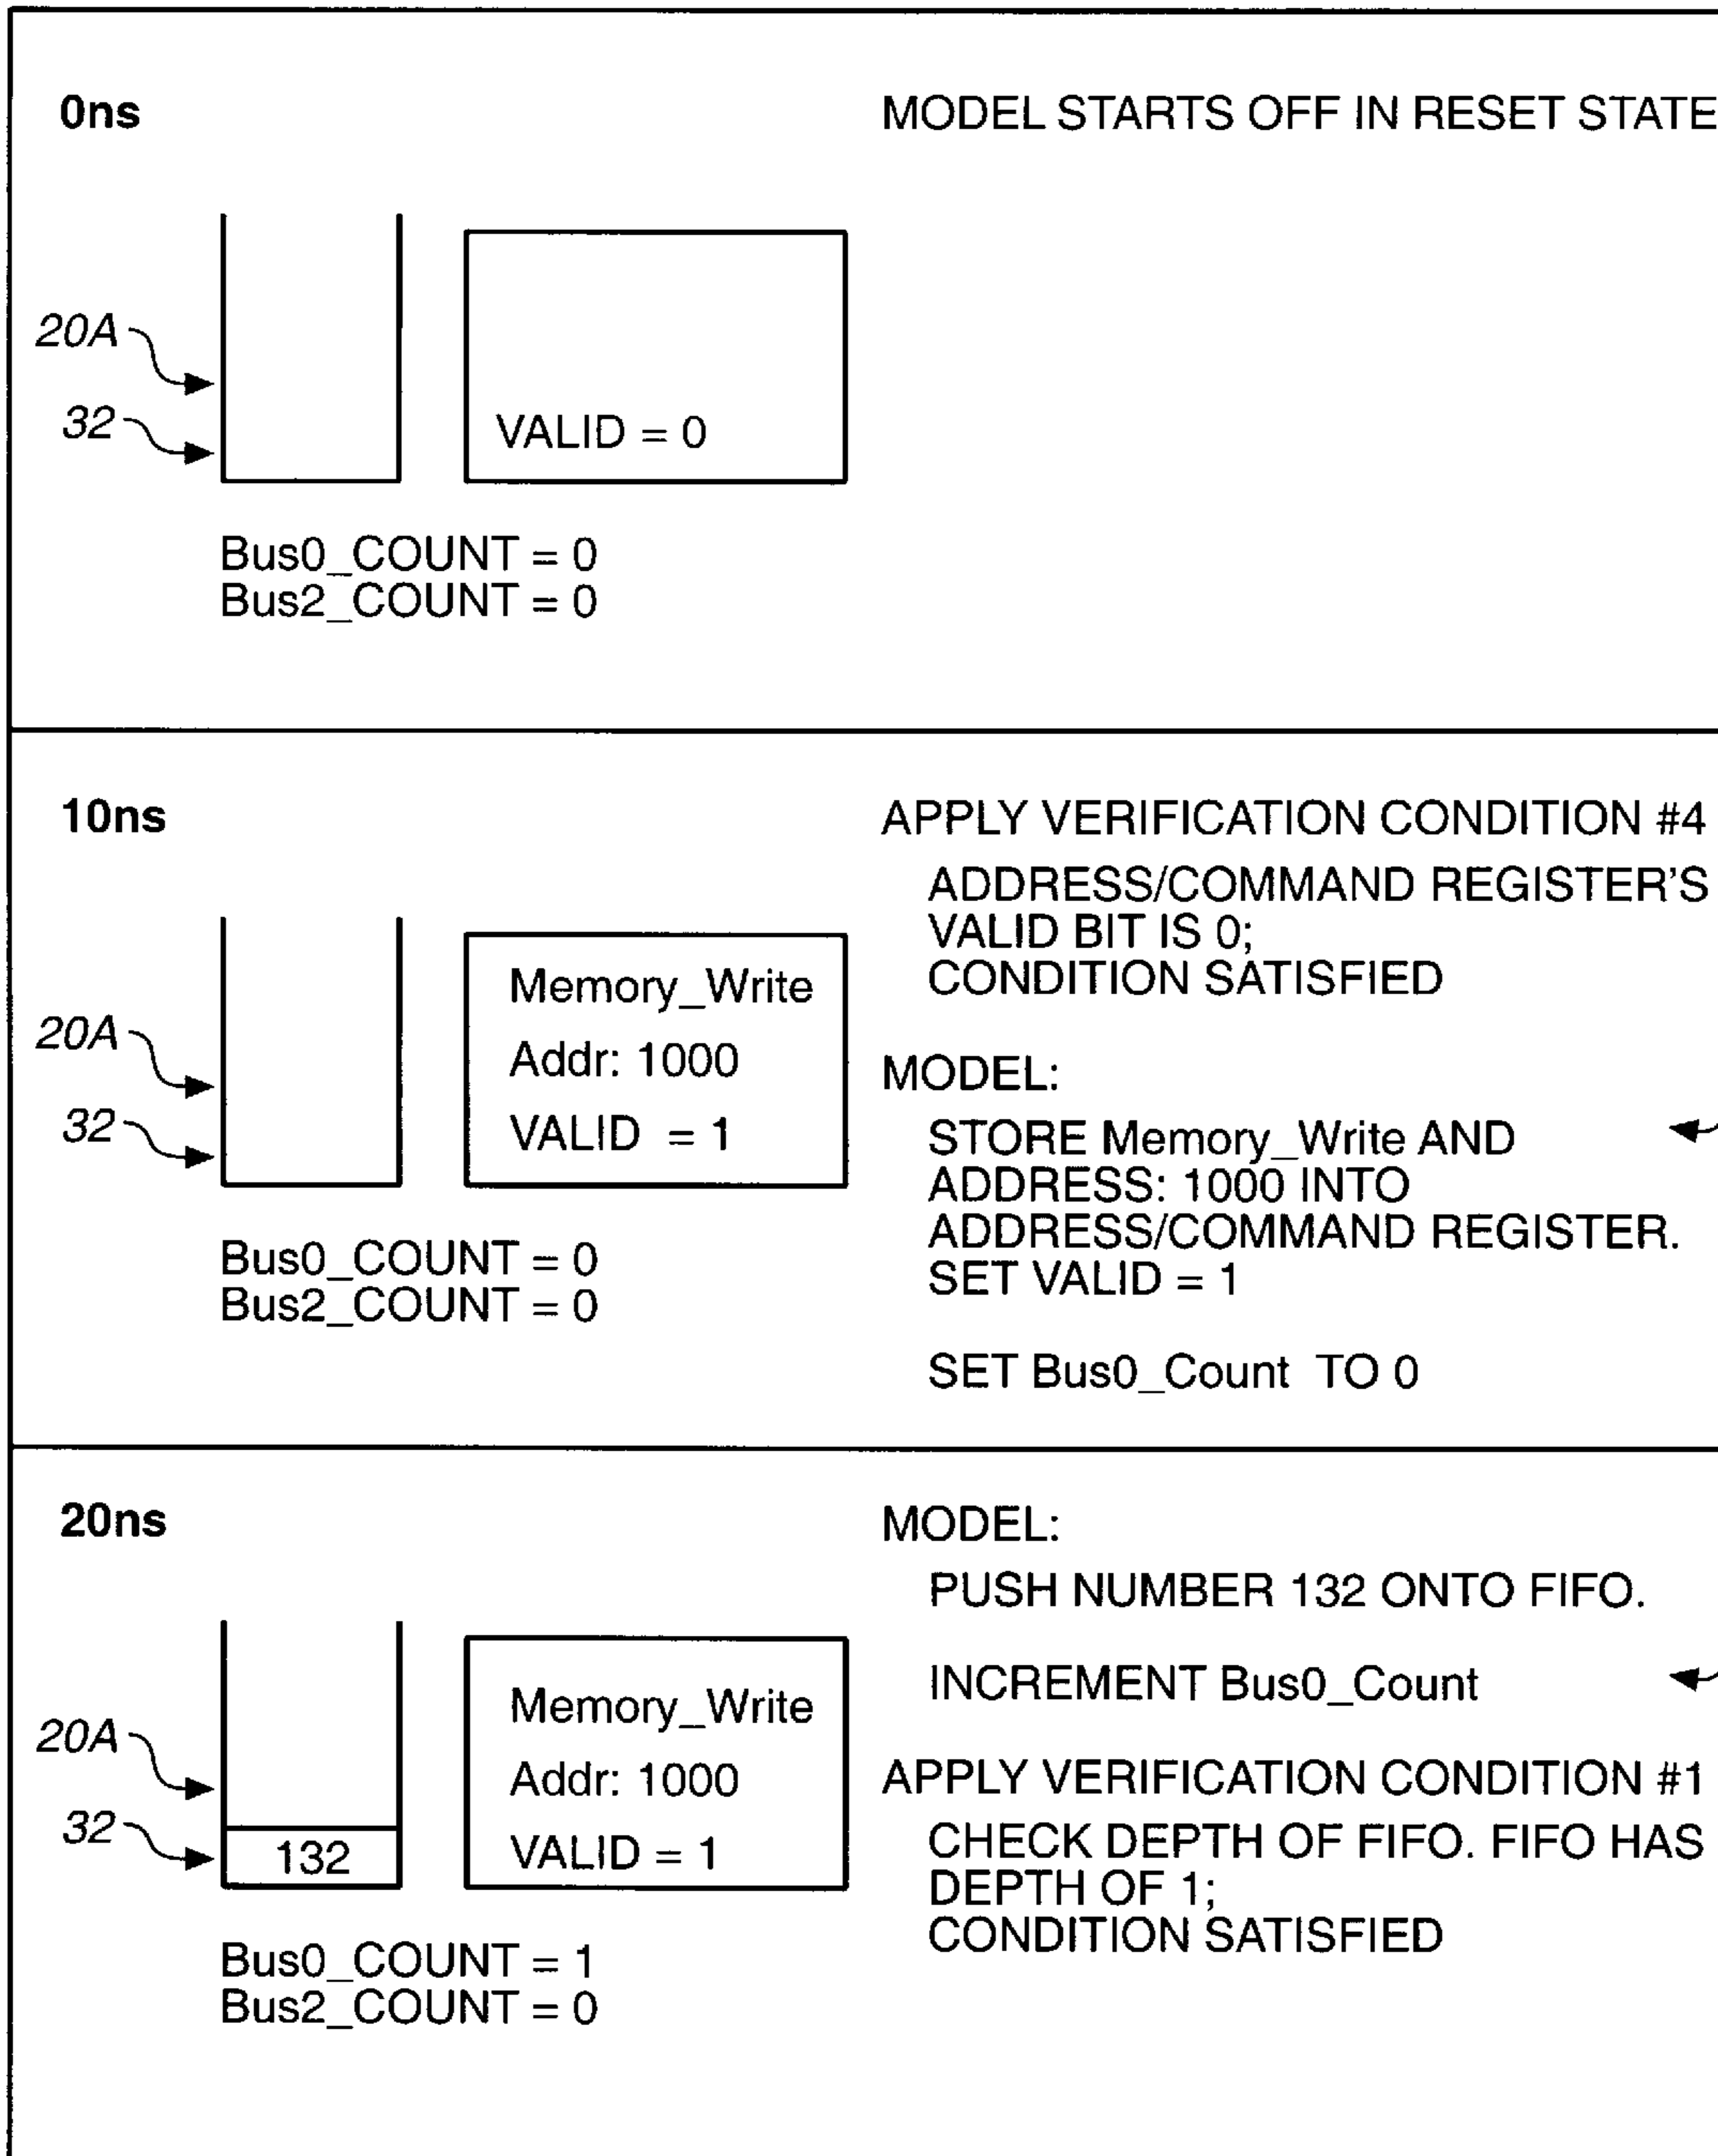 0ns
MODEL STARTS OFF IN RESET STATE
20A
32
VALID = 0
Bus0_COUNT = 0
Bus2_COUNT = 0
10ns
APPLY VERIFICATION CONDITION #4
ADDRESS/COMMAND REGISTER'S
VALID BIT IS 0;
CONDITION SATISFIED
20A
32
Memory_Write
Addr: 1000
VALID = 1
MODEL:
STORE Memory_Write AND
ADDRESS: 1000 INTO
ADDRESS/COMMAND REGISTER.
SET VALID = 1
SET Bus0_Count TO 0
Bus0_COUNT = 0
Bus2_COUNT = 0
20ns
MODEL:
PUSH NUMBER 132 ONTO FIFO.
INCREMENT Bus0_Count
20A
32
132
Memory_Write
Addr: 1000
VALID = 1
APPLY VERIFICATION CONDITION #1
CHECK DEPTH OF FIFO. FIFO HAS
DEPTH OF 1;
CONDITION SATISFIED
Bus0_COUNT = 1
Bus2_COUNT = 0